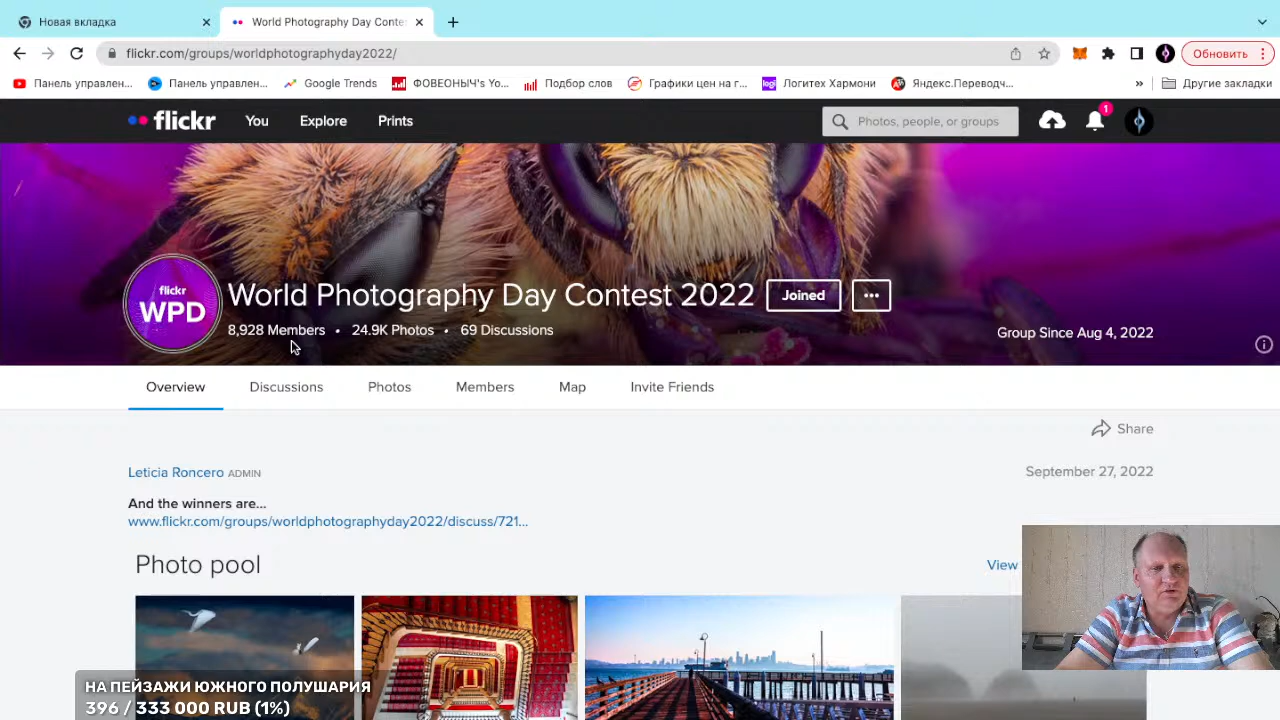 Новая вкладка
World Photography Day Conte
flickr.com/groups/worldphotographyday2022/
Обновить
Панель управлен...
Панель управлен...
Google Trends
ФОВЕОНЫЧ's Yo...
Подбор слов
Графики цен на г...
Логитех Хармони
Яндекс.Переводч...
»
Другие закладки
flickr
You
Explore
Prints
Photos, people, or groups
1
flickr
WPD
World Photography Day Contest 2022
Joined
8,928 Members • 24.9K Photos • 69 Discussions
Group Since Aug 4, 2022
Overview
Discussions
Photos
Members
Map
Invite Friends
Share
Leticia Roncero ADMIN
September 27, 2022
And the winners are...
www.flickr.com/groups/worldphotographyday2022/discuss/721...
Photo pool
View
НА ПЕЙЗАЖИ ЮЖНОГО ПОЛУШАРИЯ
396 / 333 000 RUB (1%)